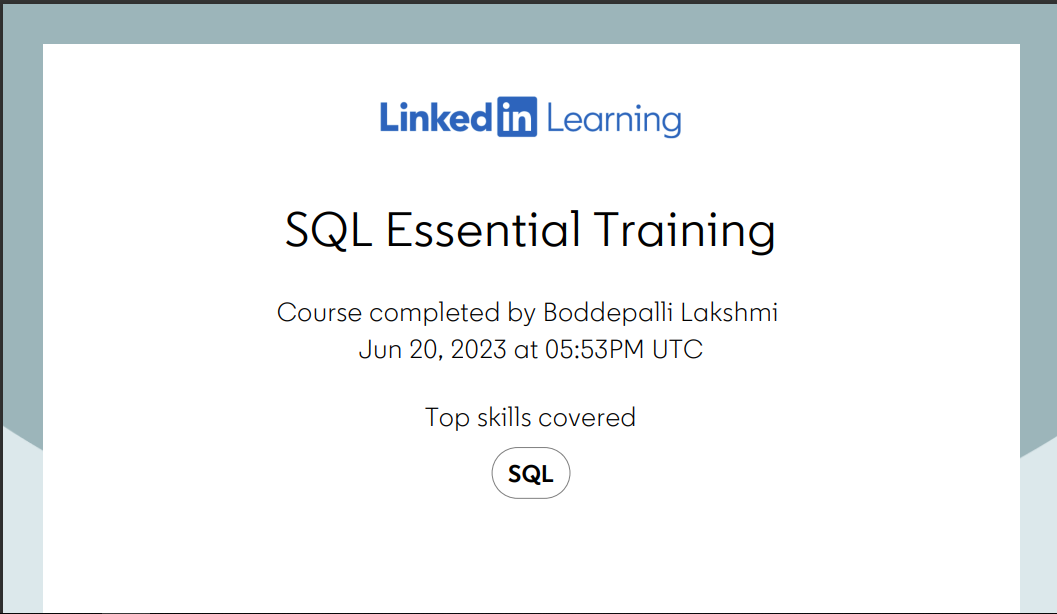 LinkedIn Learning
SQL Essential Training
Course completed by Boddepalli Lakshmi
Jun 20, 2023 at 05:53PM UTC
Top skills covered
SQL